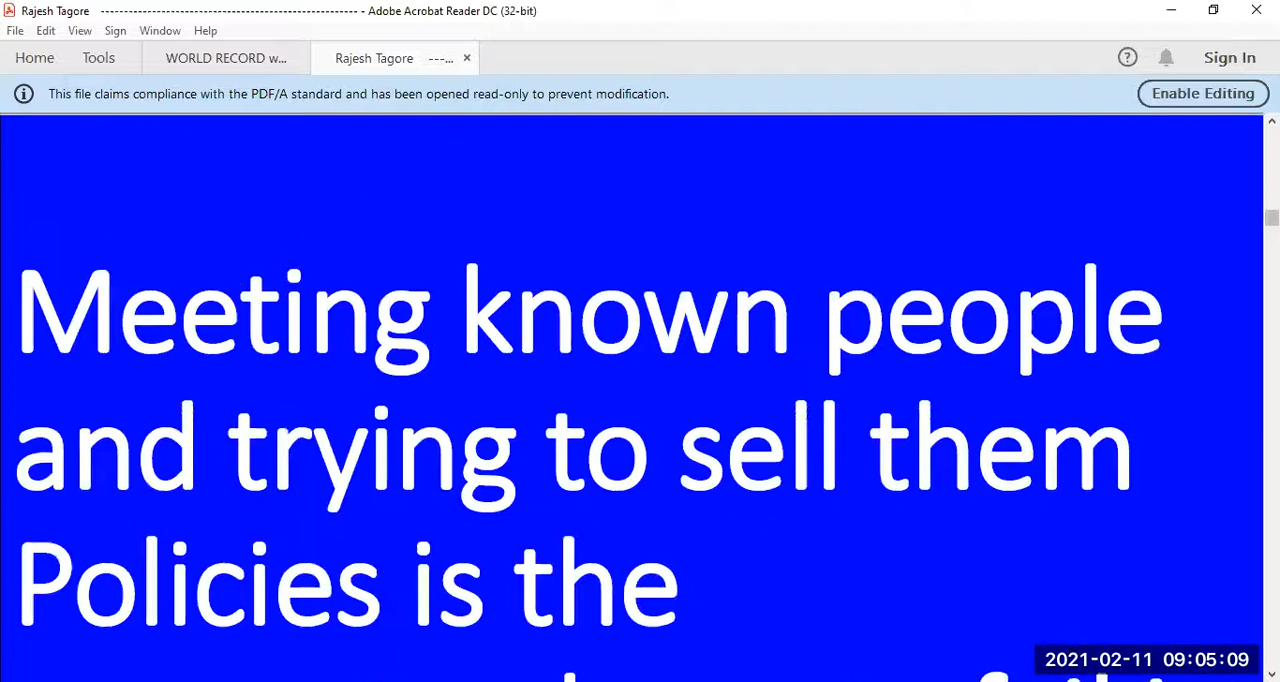 Rajesh Tagore ------------------------------------------------ - Adobe Acrobat Reader DC (32-bit)
File Edit View Sign Window Help
Home Tools WORLD RECORD w... Rajesh Tagore ---... × Sign In
This file claims compliance with the PDF/A standard and has been opened read-only to prevent modification. Enable Editing
Meeting known people
and trying to sell them
Policies is the
2021-02-11 09:05:09